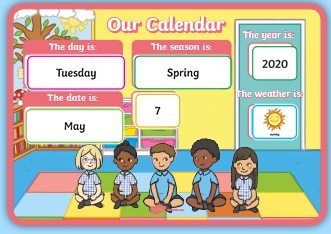 Our Calendar
The day is:
Tuesday
The season is:
Spring
The year is:
2020
The date is:
May
7
The weather is: